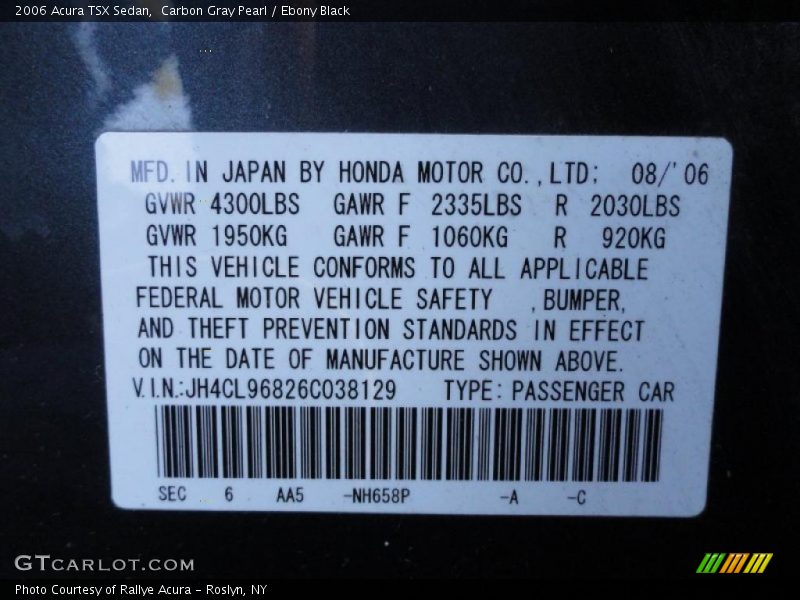 2006 Acura TSX Sedan,  Carbon Gray Pearl / Ebony Black
MFD. IN JAPAN BY HONDA MOTOR CO.,LTD; 08/'06
GVWR 4300LBS GAWR F 2335LBS R 2030LBS
GVWR 1950KG GAWR F 1060KG R 920KG
THIS VEHICLE CONFORMS TO ALL APPLICABLE
FEDERAL MOTOR VEHICLE SAFETY ,BUMPER,
AND THEFT PREVENTION STANDARDS IN EFFECT
ON THE DATE OF MANUFACTURE SHOWN ABOVE.
V.I.N.:JH4CL96826C038129 TYPE: PASSENGER CAR
SEC 6 AA5 -NH658P -A -C
GTCARLOT.COM
Photo Courtesy of Rallye Acura - Roslyn, NY